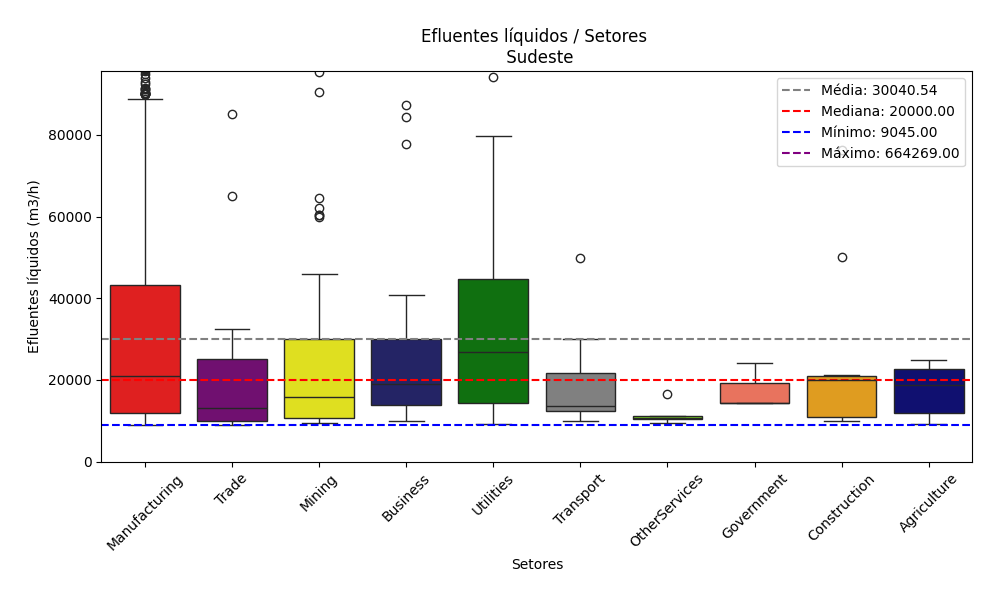 Efluentes líquidos / Setores
Sudeste
Média: 30040.54
Mediana: 20000.00
Mínimo: 9045.00
Máximo: 664269.00
Efluentes líquidos (m3/h)
80000
60000
40000
20000
0
Manufacturing
Trade
Mining
Business
Utilities
Transport
OtherServices
Government
Construction
Agriculture
Setores